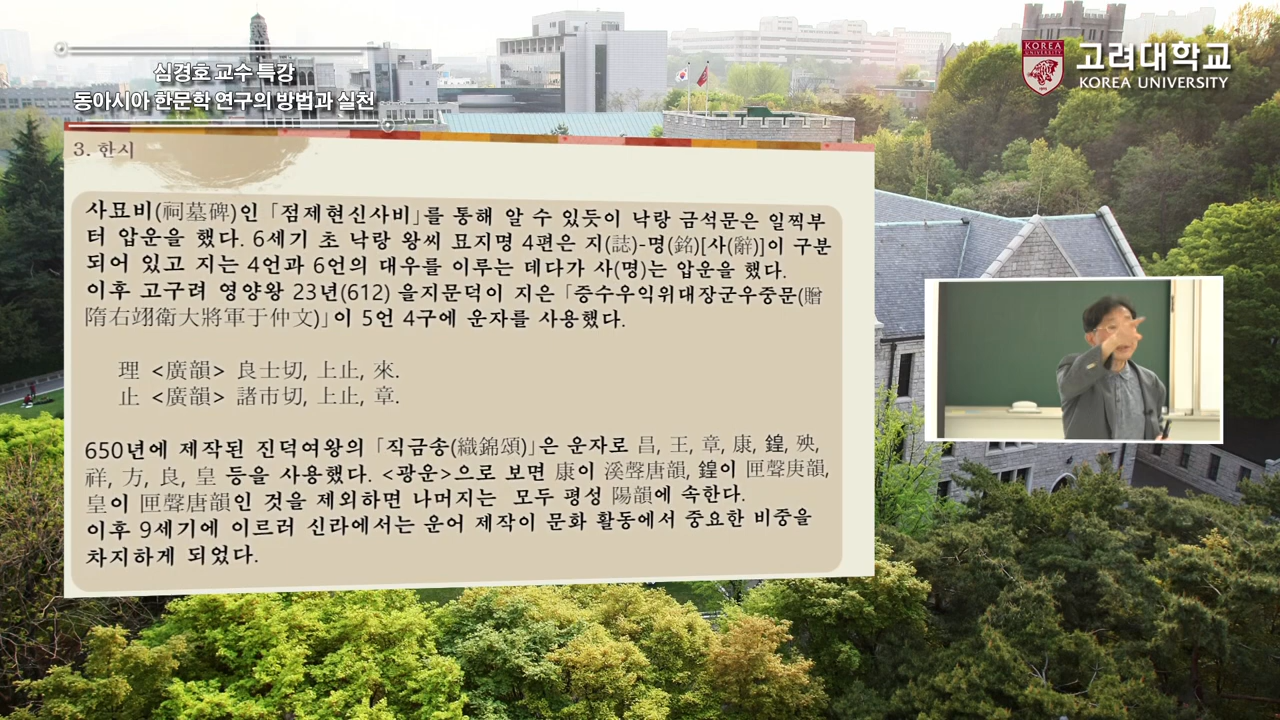 심경호 교수 특강
동아시아 한문학 연구의 방법과 실천
KOREA
UNIVERSITY
고려대학교
KOREA UNIVERSITY
3. 한시
사묘비(祠墓碑)인 「점제현신사비」를 통해 알 수 있듯이 낙랑 금석문은 일찍부
터 압운을 했다. 6세기 초 낙랑 왕씨 묘지명 4편은 지(誌)-명(銘)[사(辭)]이 구분
되어 있고 지는 4언과 6언의 대우를 이루는 데다가 사(명)는 압운을 했다.
이후 고구려 영양왕 23년(612) 을지문덕이 지은 「증수우익위대장군우중문(贈
隋右翊衛大將軍于仲文)」이 5언 4구에 운자를 사용했다.
理 <廣韻> 良士切, 上止, 來.
止 <廣韻> 諸市切, 上止, 章.
650년에 제작된 진덕여왕의 「직금송(織錦頌)」은 운자로 昌, 王, 章, 康, 鍠, 殃,
祥, 方, 良, 皇 등을 사용했다. <광운>으로 보면 康이 溪聲唐韻, 鍠이 匣聲庚韻,
皇이 匣聲唐韻인 것을 제외하면 나머지는 모두 평성 陽韻에 속한다.
이후 9세기에 이르러 신라에서는 운어 제작이 문화 활동에서 중요한 비중을
차지하게 되었다.